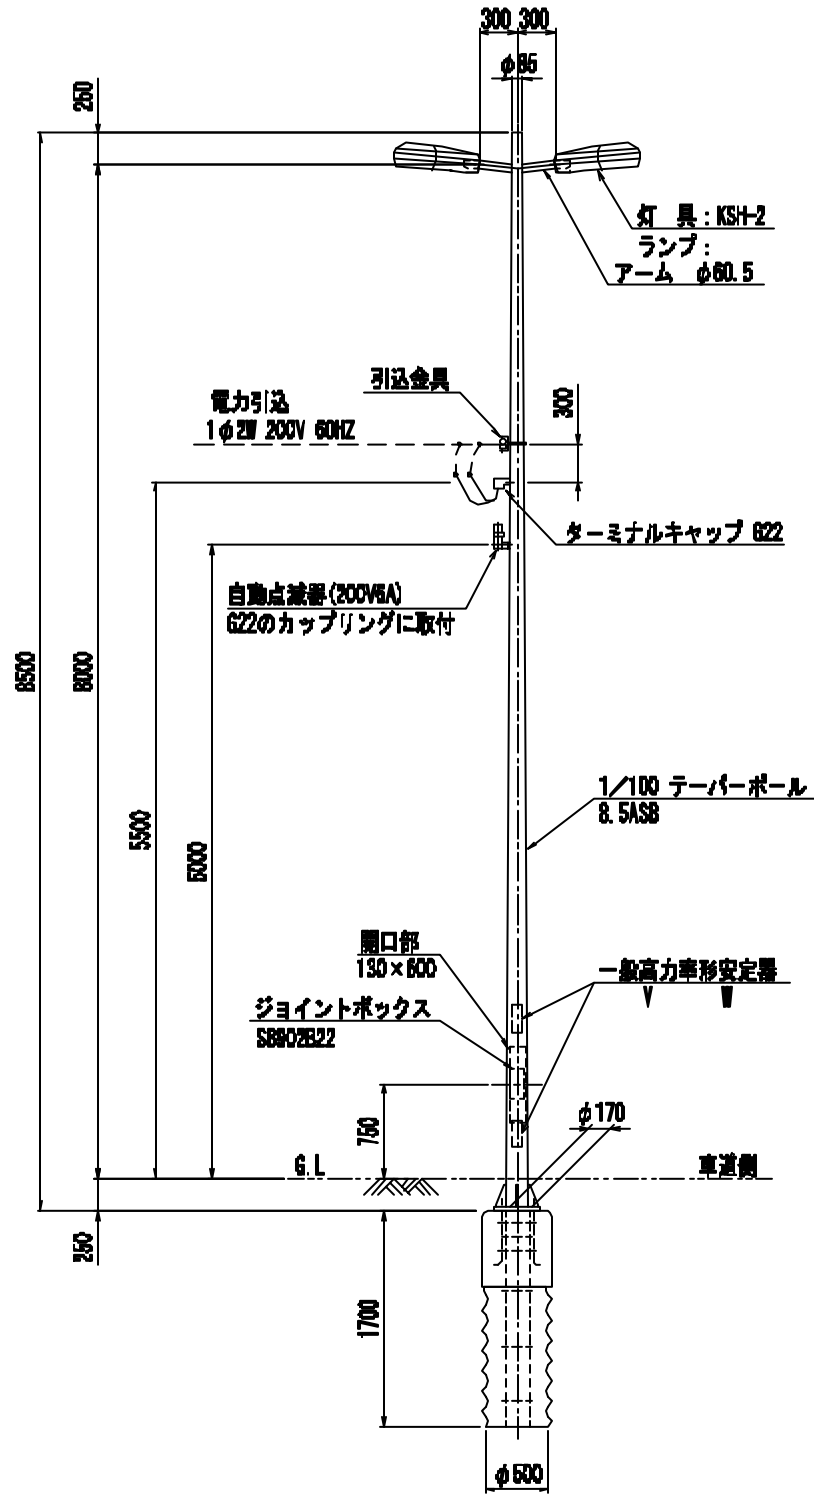 300 300
φ85
250
灯 具：KSH-2
ランプ：
アーム φ60.5
引込金具
電力引込
1φ2W 200V 60HZ
300
ターミナルキャップ G22
自動点滅器(200V6A)
G22のカップリングに取付
8500
8000
5500
5000
1/100 テーパーポール
8.5ASB
開口部
130×600
一般高力率形安定器
V W
ジョイントボックス
SB902B22
φ170
750
G.L
車道側
250
1700
φ500